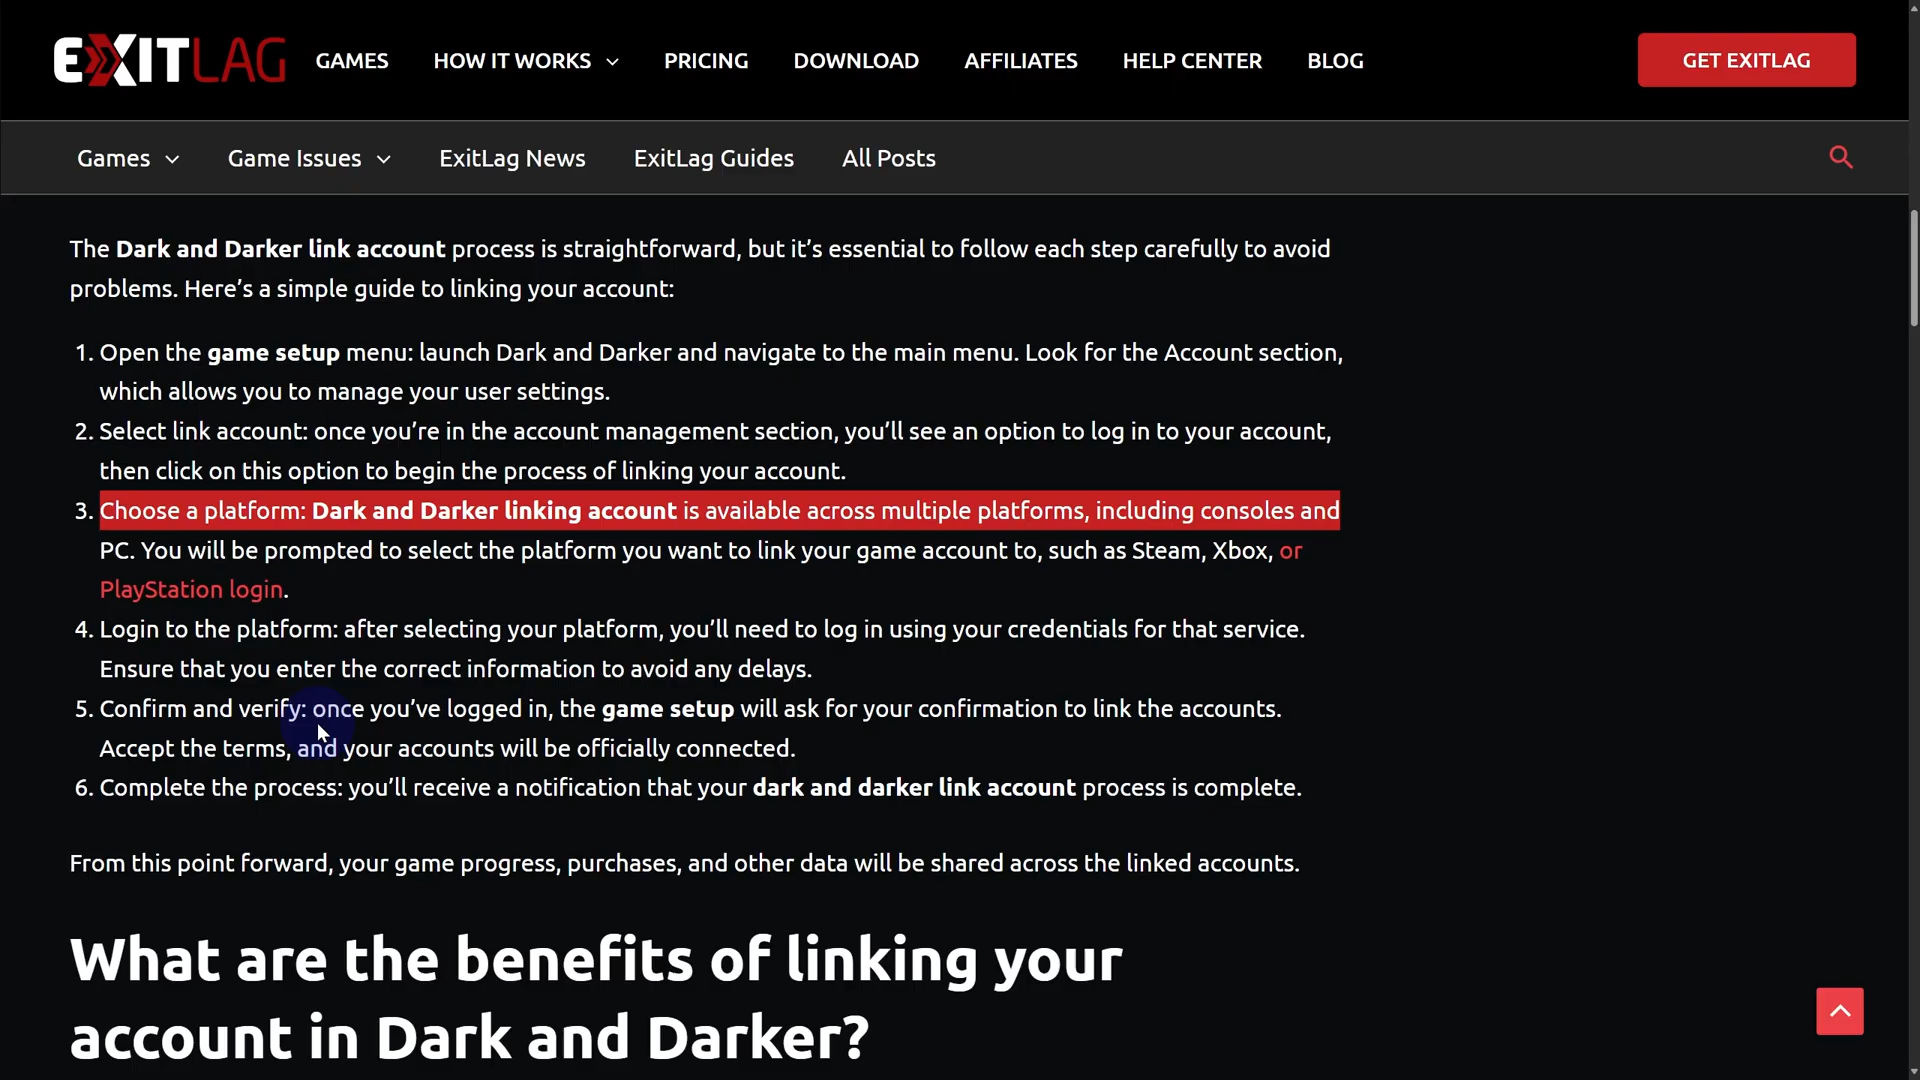 EXITLAG GAMES HOW IT WORKS PRICING DOWNLOAD AFFILIATES HELP CENTER BLOG GET EXITLAG
Games Game Issues ExitLag News ExitLag Guides All Posts
The Dark and Darker link account process is straightforward, but it’s essential to follow each step carefully to avoid
problems. Here’s a simple guide to linking your account:
1. Open the game setup menu: launch Dark and Darker and navigate to the main menu. Look for the Account section,
which allows you to manage your user settings.
2. Select link account: once you’re in the account management section, you’ll see an option to log in to your account,
then click on this option to begin the process of linking your account.
3. Choose a platform: Dark and Darker linking account is available across multiple platforms, including consoles and
PC. You will be prompted to select the platform you want to link your game account to, such as Steam, Xbox, or
PlayStation login.
4. Login to the platform: after selecting your platform, you’ll need to log in using your credentials for that service.
Ensure that you enter the correct information to avoid any delays.
5. Confirm and verify: once you’ve logged in, the game setup will ask for your confirmation to link the accounts.
Accept the terms, and your accounts will be officially connected.
6. Complete the process: you’ll receive a notification that your dark and darker link account process is complete.
From this point forward, your game progress, purchases, and other data will be shared across the linked accounts.
What are the benefits of linking your
account in Dark and Darker?